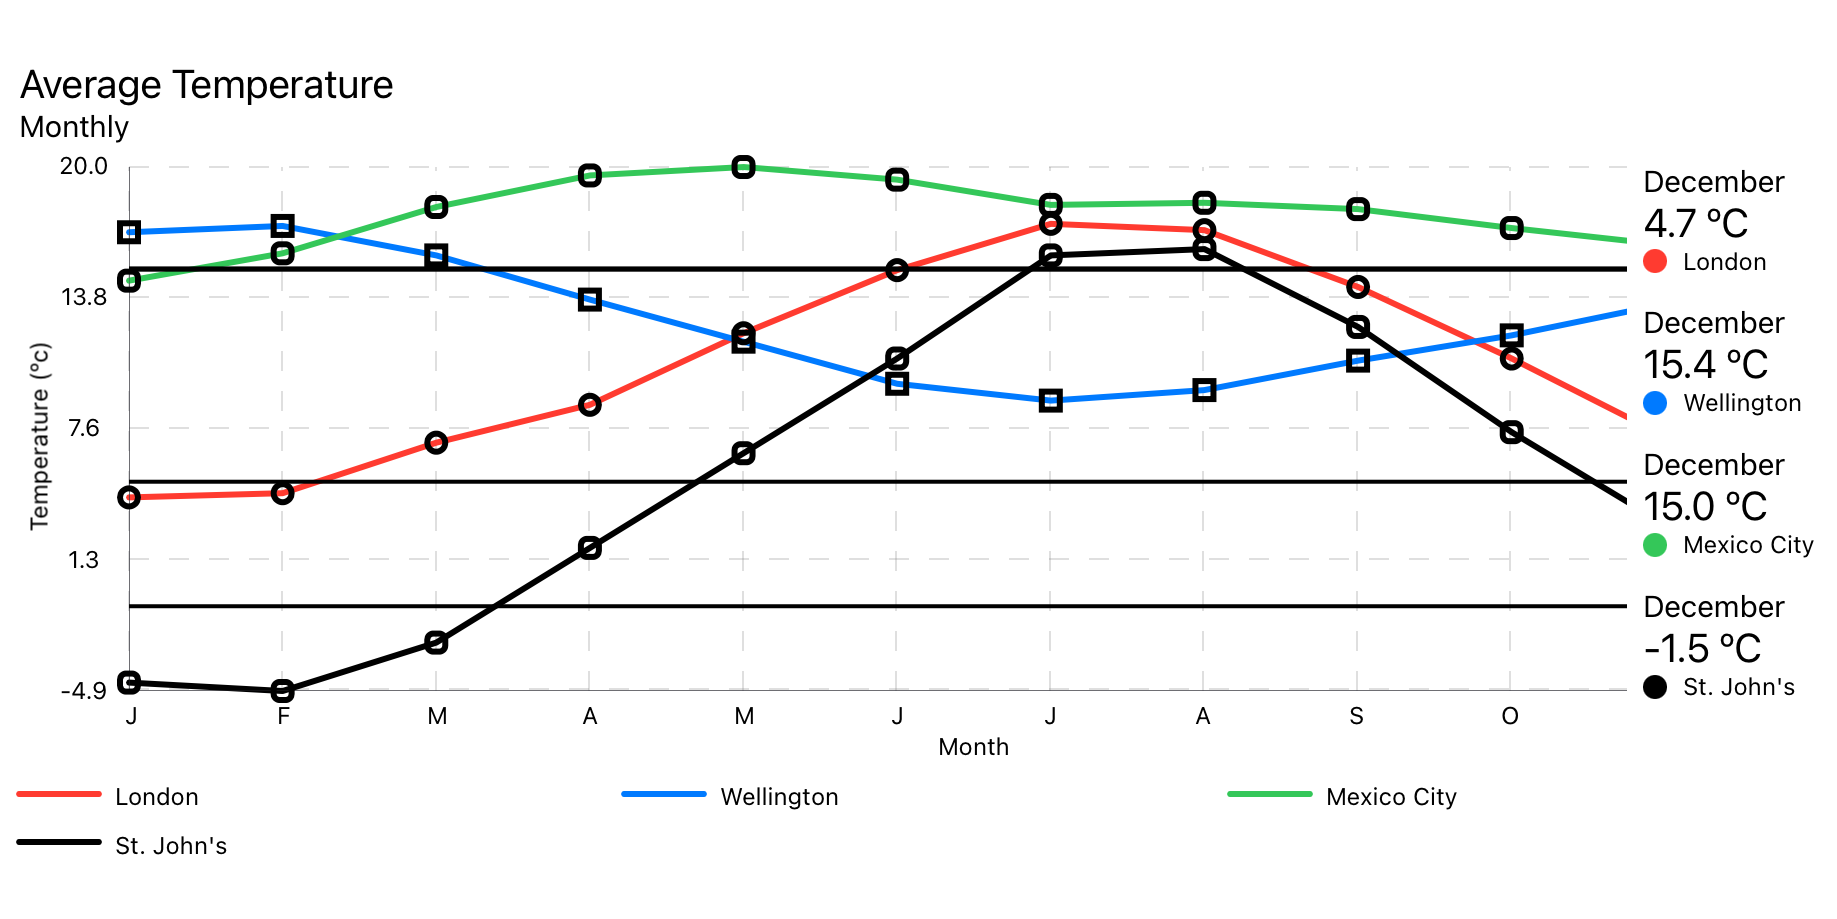 Average Temperature
Monthly
20.0
13.8
7.6
1.3
-4.9
Temperature (°c)
J F M A M J J A S O
Month
December
4.7 °C
London
December
15.4 °C
Wellington
December
15.0 °C
Mexico City
December
-1.5 °C
St. John's
London Wellington Mexico City
St. John's